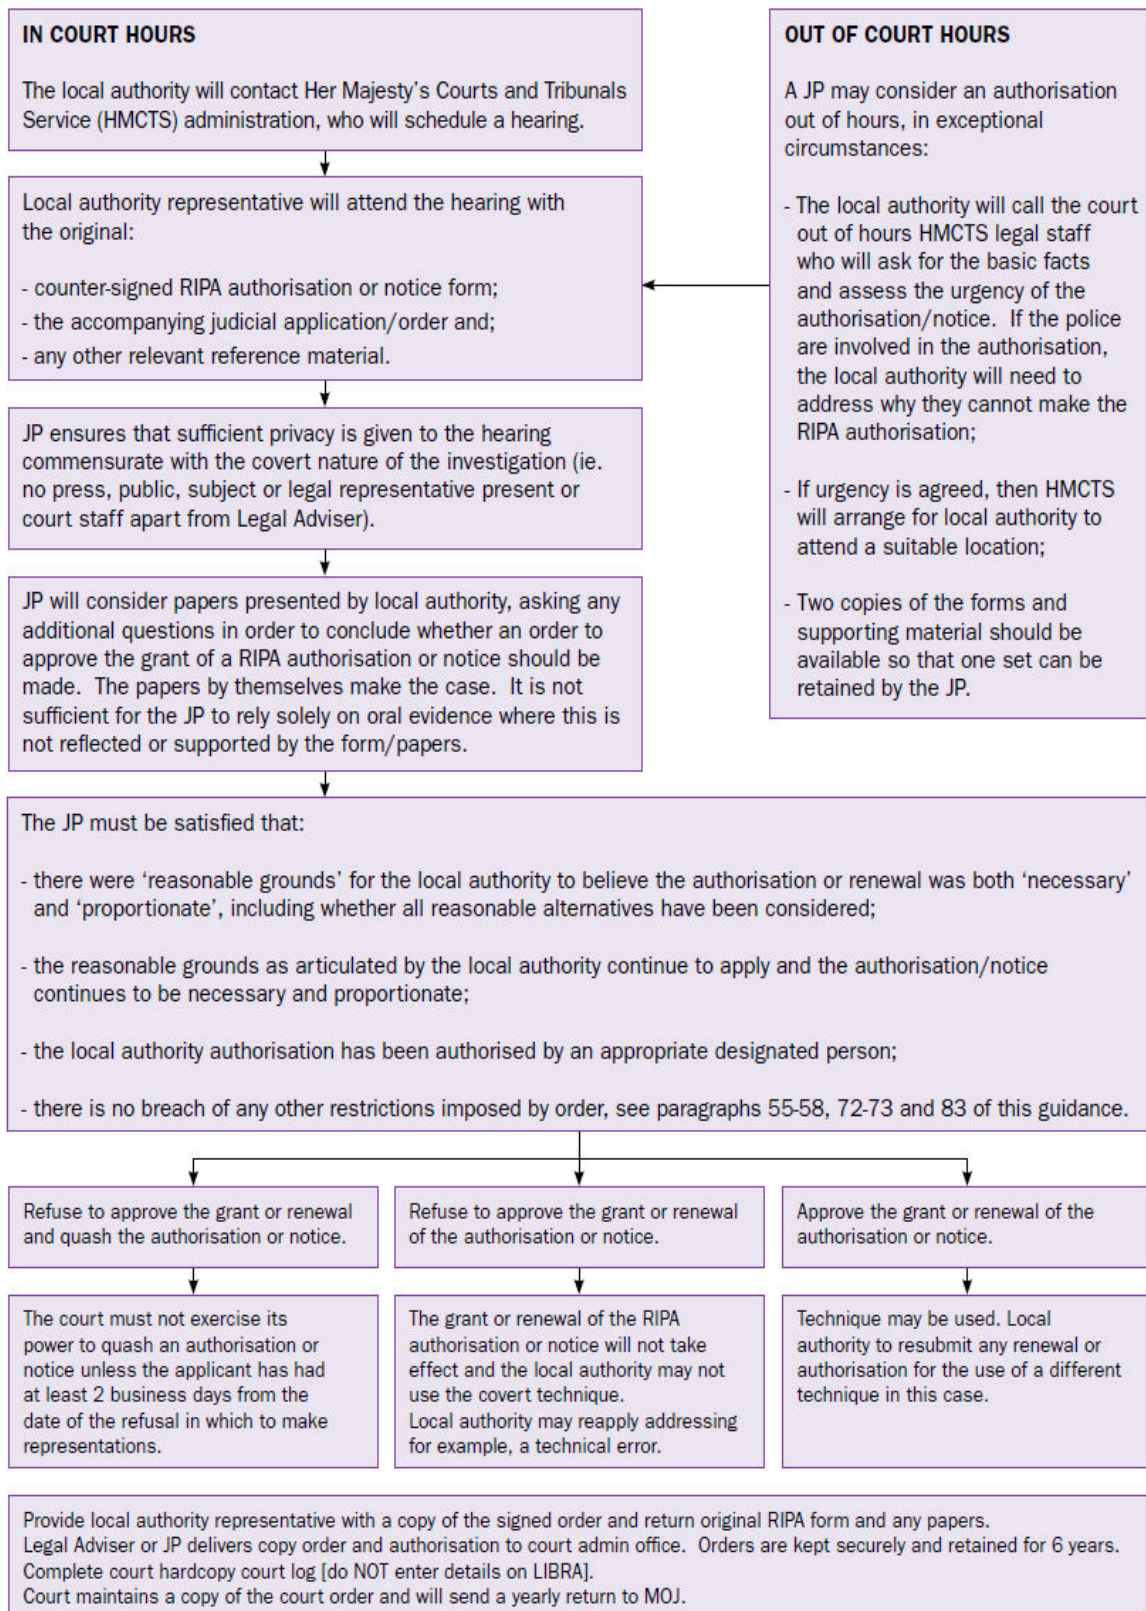 IN COURT HOURS
The local authority will contact Her Majesty's Courts and Tribunals
Service (HMCTS) administration, who will schedule a hearing.
Local authority representative will attend the hearing with
the original:
- counter-signed RIPA authorisation or notice form;
- the accompanying judicial application/order and;
- any other relevant reference material.
JP ensures that sufficient privacy is given to the hearing
commensurate with the covert nature of the investigation (ie.
no press, public, subject or legal representative present or
court staff apart from Legal Adviser).
JP will consider papers presented by local authority, asking any
additional questions in order to conclude whether an order to
approve the grant of a RIPA authorisation or notice should be
made. The papers by themselves make the case. It is not
sufficient for the JP to rely solely on oral evidence where this is
not reflected or supported by the form/papers.
OUT OF COURT HOURS
A JP may consider an authorisation
out of hours, in exceptional
circumstances:
- The local authority will call the court
out of hours HMCTS legal staff
who will ask for the basic facts
and assess the urgency of the
authorisation/notice. If the police
are involved in the authorisation,
the local authority will need to
address why they cannot make the
RIPA authorisation;
- If urgency is agreed, then HMCTS
will arrange for local authority to
attend a suitable location;
- Two copies of the forms and
supporting material should be
available so that one set can be
retained by the JP.
The JP must be satisfied that:
- there were 'reasonable grounds' for the local authority to believe the authorisation or renewal was both 'necessary'
and 'proportionate', including whether all reasonable alternatives have been considered;
- the reasonable grounds as articulated by the local authority continue to apply and the authorisation/notice
continues to be necessary and proportionate;
- the local authority authorisation has been authorised by an appropriate designated person;
- there is no breach of any other restrictions imposed by order, see paragraphs 55-58, 72-73 and 83 of this guidance.
Refuse to approve the grant or renewal
and quash the authorisation or notice.
The court must not exercise its
power to quash an authorisation or
notice unless the applicant has had
at least 2 business days from the
date of the refusal in which to make
representations.
Refuse to approve the grant or renewal
of the authorisation or notice.
The grant or renewal of the RIPA
authorisation or notice will not take
effect and the local authority may not
use the covert technique.
Local authority may reapply addressing
for example, a technical error.
Approve the grant or renewal of the
authorisation or notice.
Technique may be used. Local
authority to resubmit any renewal or
authorisation for the use of a different
technique in this case.
Provide local authority representative with a copy of the signed order and return original RIPA form and any papers.
Legal Adviser or JP delivers copy order and authorisation to court admin office. Orders are kept securely and retained for 6 years.
Complete court hardcopy court log [do NOT enter details on LIBRA].
Court maintains a copy of the court order and will send a yearly return to MOJ.